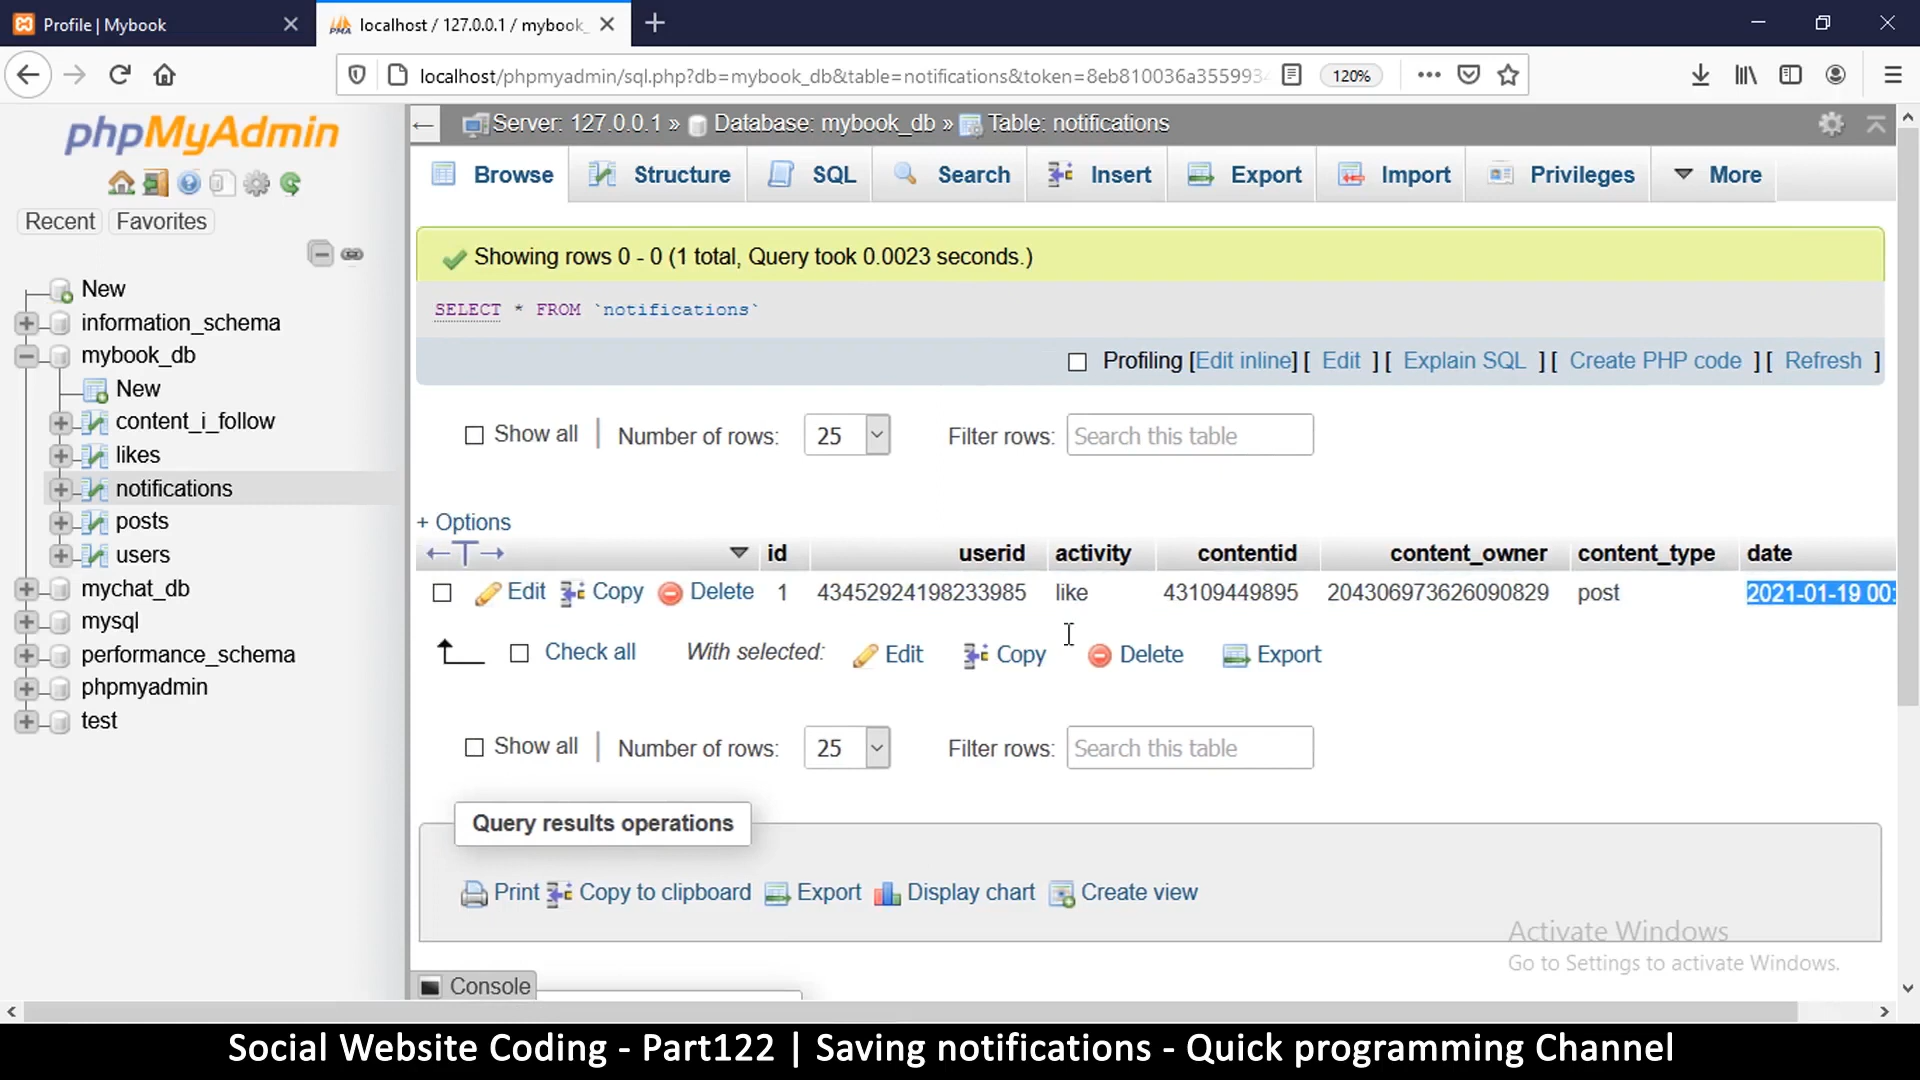 Profile | Mybook
localhost / 127.0.0.1 / mybook_
localhost/phpmyadmin/sql.php?db=mybook_db&table=notifications&token=8eb810036a3559934
120%
phpMyAdmin
Recent
Favorites
New
information_schema
mybook_db
New
content_i_follow
likes
notifications
posts
users
mychat_db
mysql
performance_schema
phpmyadmin
test
Server: 127.0.0.1 » Database: mybook_db » Table: notifications
Browse Structure SQL Search Insert Export Import Privileges More
Showing rows 0 - 0 (1 total, Query took 0.0023 seconds.)
SELECT * FROM `notifications`
Profiling [Edit inline] [ Edit ] [ Explain SQL ] [ Create PHP code ] [ Refresh ]
Show all | Number of rows: 25 Filter rows: Search this table
+ Options
id userid activity contentid content_owner content_type date
Edit Copy Delete 1 43452924198233985 like 43109449895 204306973626090829 post 2021-01-19 00:
Check all With selected: Edit Copy Delete Export
Show all | Number of rows: 25 Filter rows: Search this table
Query results operations
Print Copy to clipboard Export Display chart Create view
Activate Windows
Go to Settings to activate Windows.
Console
Social Website Coding - Part122 | Saving notifications - Quick programming Channel